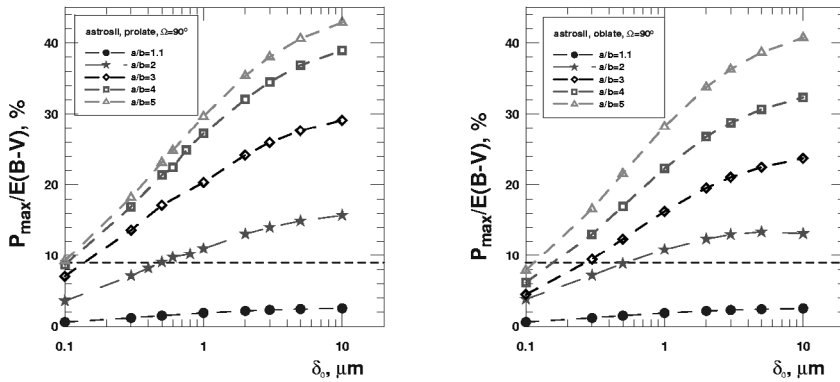 astrosil, prolate, Ω=90°
a/b=1.1
a/b=2
a/b=3
a/b=4
a/b=5
P_max/E(B-V), %
40
30
20
10
0
0.1 1 10
δ₀, μm
astrosil, oblate, Ω=90°
a/b=1.1
a/b=2
a/b=3
a/b=4
a/b=5
P_max/E(B-V), %
40
30
20
10
0
0.1 1 10
δ₀, μm